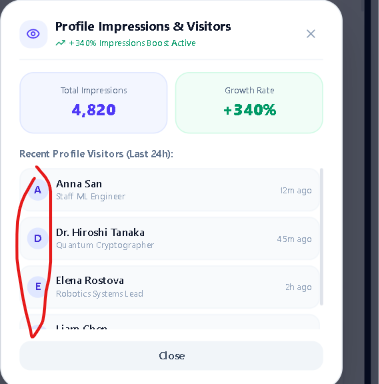 Profile Impressions & Visitors
+340% Impressions Boost Active
Total Impressions
4,820
Growth Rate
+340%
Recent Profile Visitors (Last 24h):
A
Anna San
Staff ML Engineer
12m ago
D
Dr. Hiroshi Tanaka
Quantum Cryptographer
45m ago
E
Elena Rostova
Robotics Systems Lead
2h ago
Liam Chen
Close